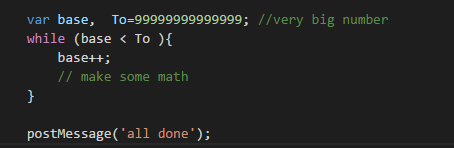 var base,  To=99999999999999; //very big number
while (base < To ){
    base++;
    // make some math
}
postMessage('all done');